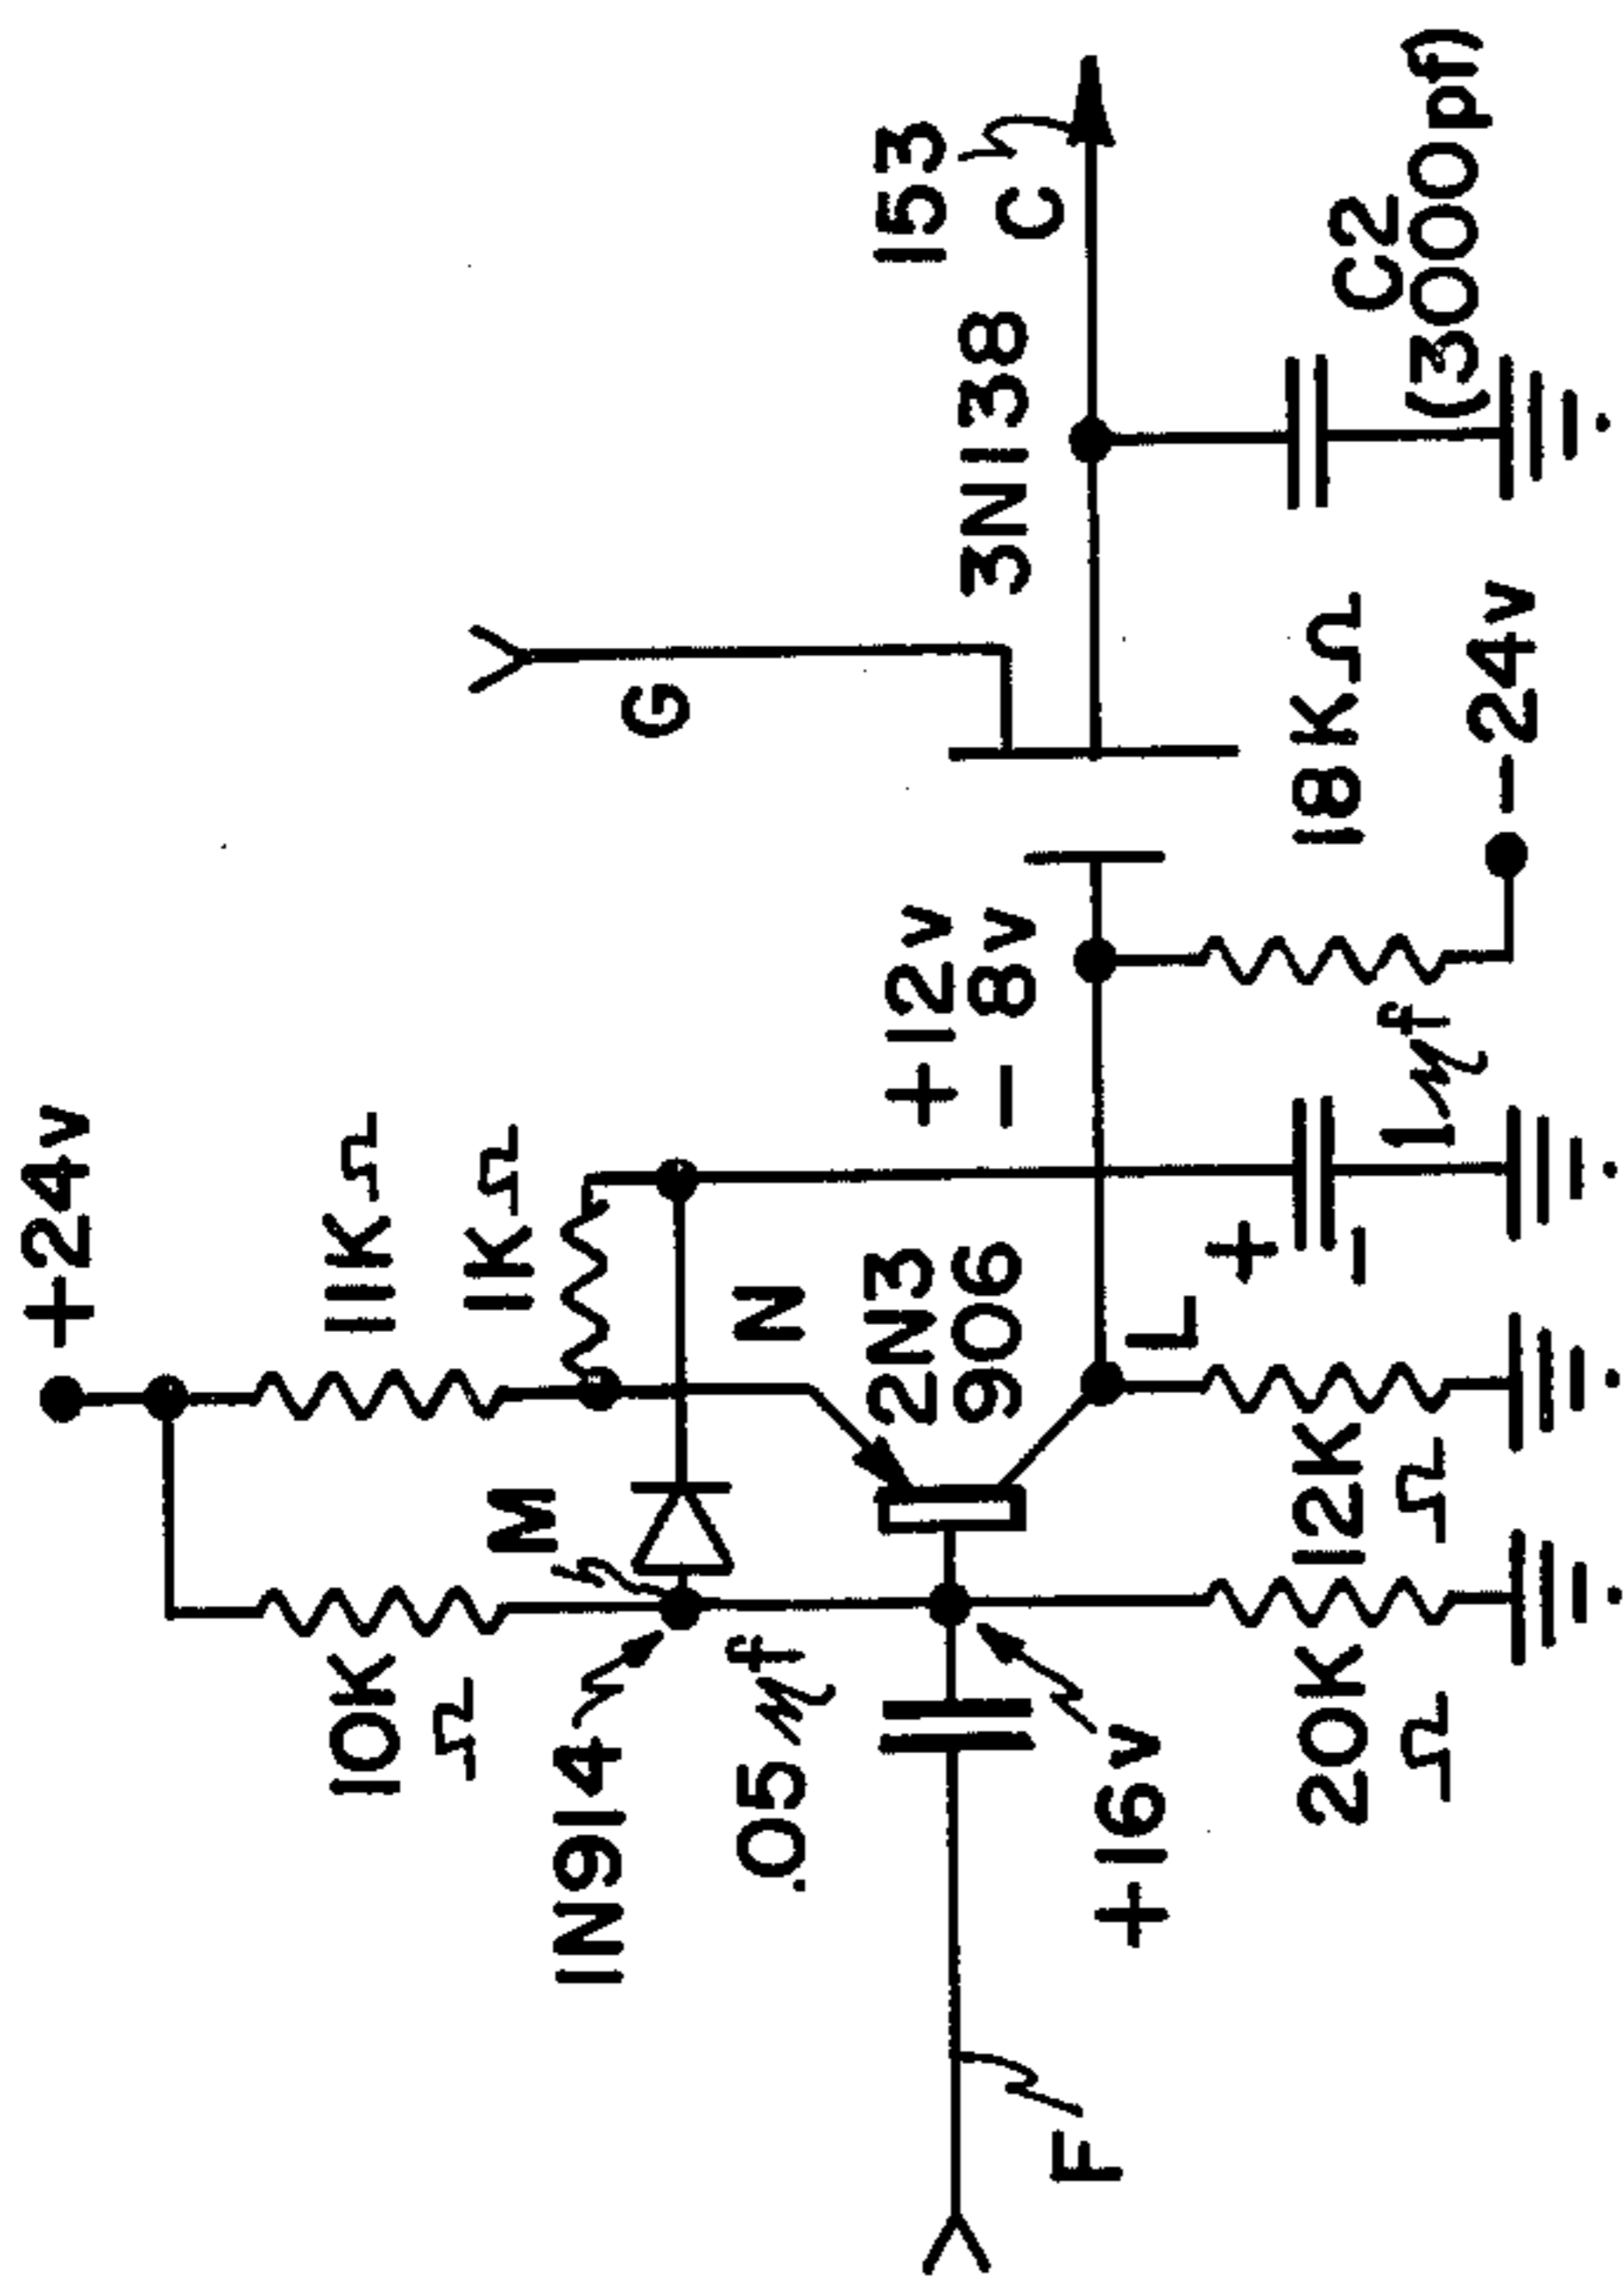 +24v
10K
Ω
11KΩ
1KΩ
M
1N914
.05 μf
N
2N3
906
+12v
- 8v
G
3N138
153
C
F
+16v
L
+
-
1μf
20K
Ω
12K
Ω
18KΩ
-24v
C2
(3000pf)